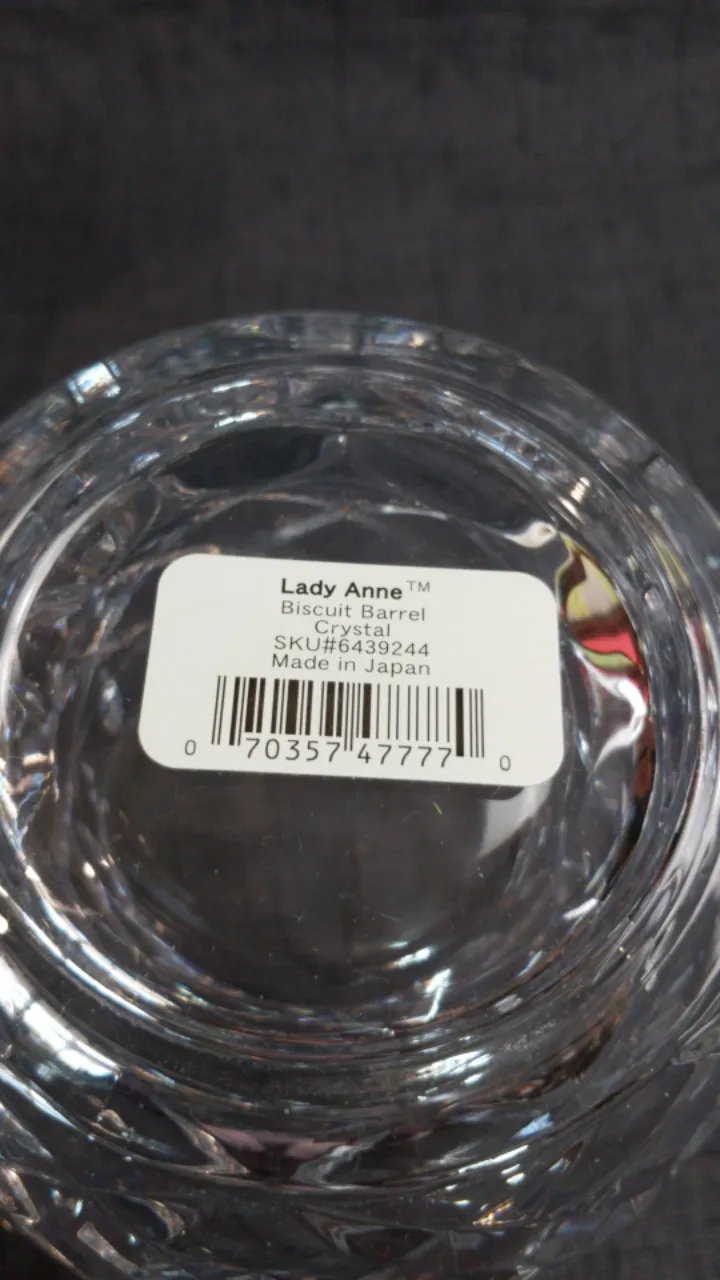 Lady Anne™
Biscuit Barrel
Crystal
SKU#6439244
Made in Japan
0 70357 47777 0